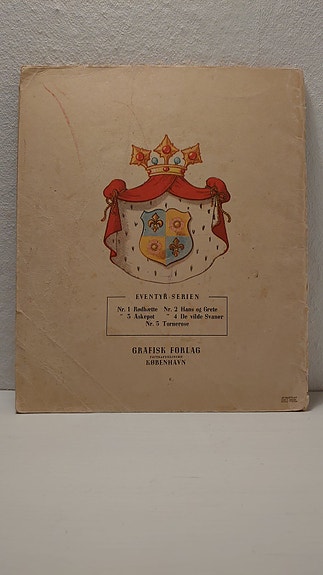 EVENTYR-SERIEN
Nr. 1 Rødhætte Nr. 2 Hans og Grete
" 3 Askepot " 4 De vilde Svaner
Nr. 5 Tornerose
GRAFISK FORLAG
KØBENHAVN